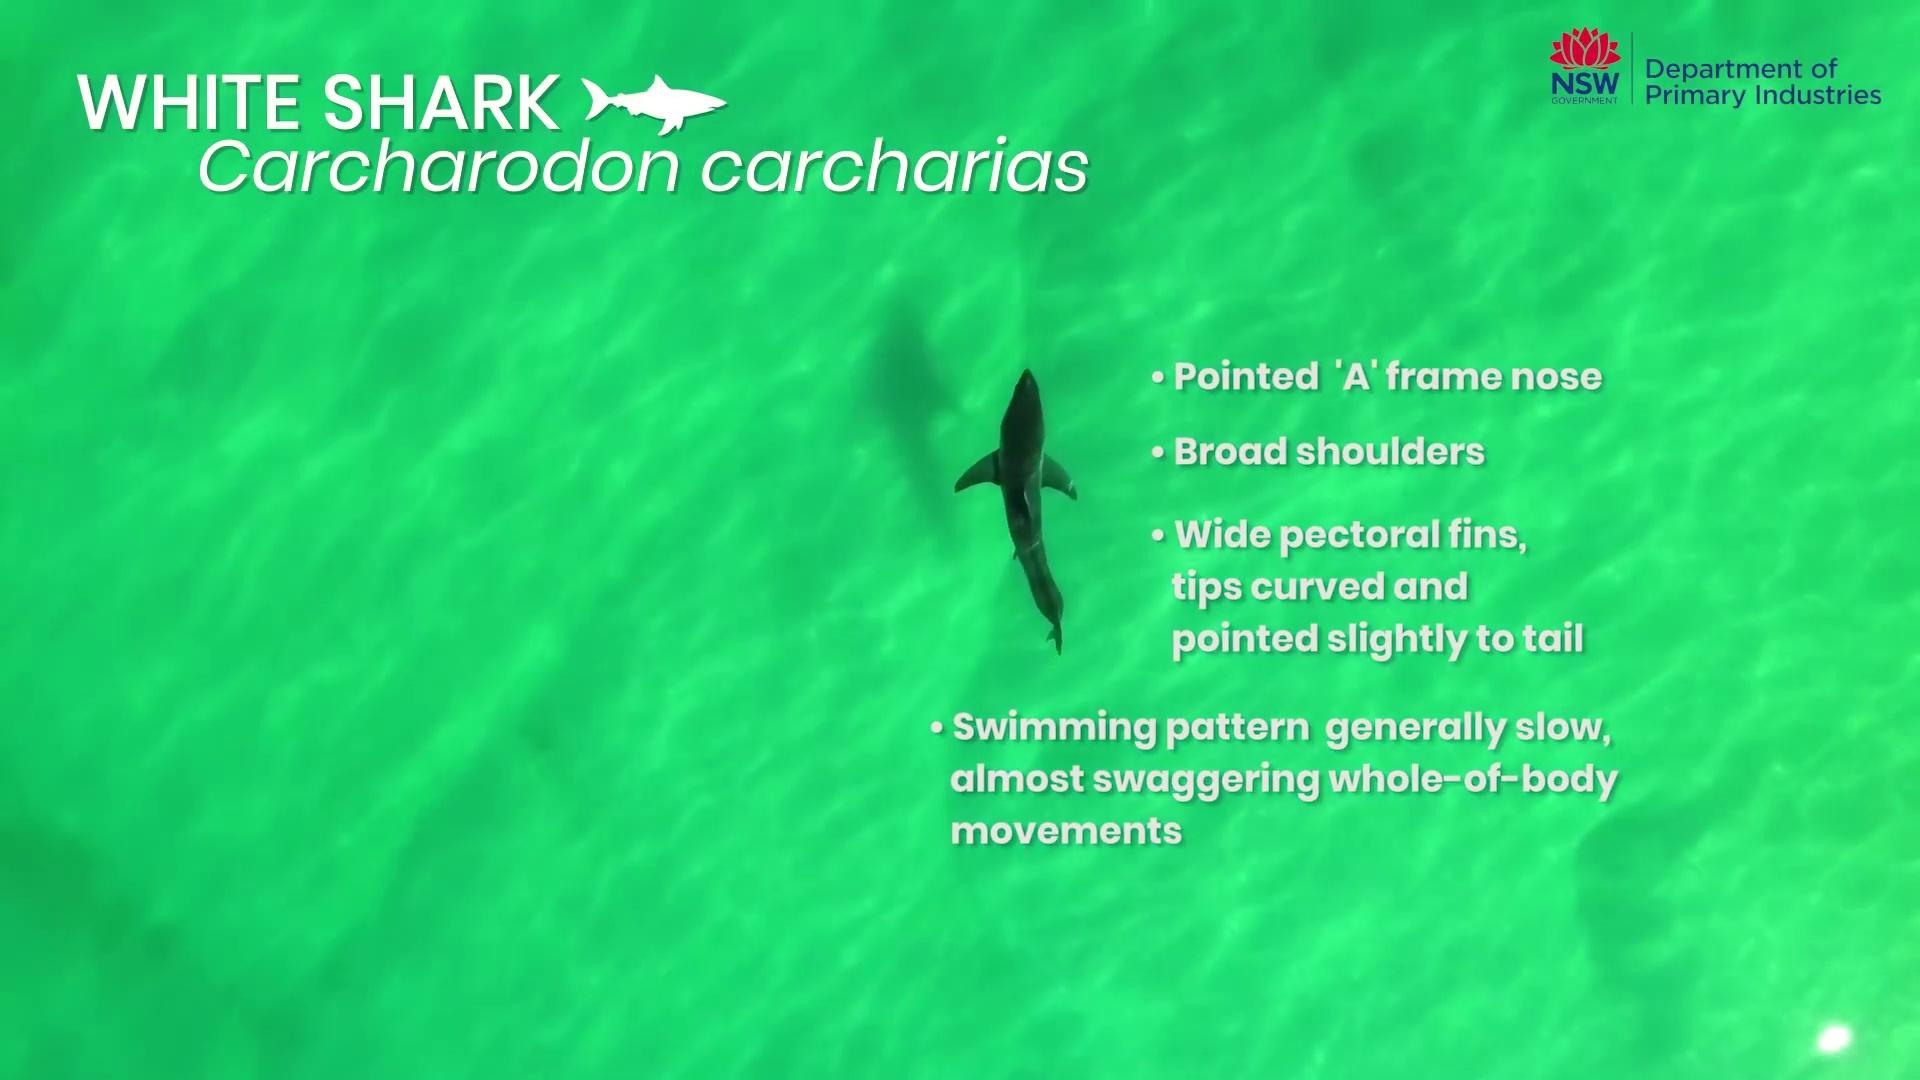 WHITE SHARK
Carcharodon carcharias
NSW
GOVERNMENT
Department of
Primary Industries
• Pointed 'A' frame nose
• Broad shoulders
• Wide pectoral fins,
tips curved and
pointed slightly to tail
• Swimming pattern generally slow,
almost swaggering whole-of-body
movements